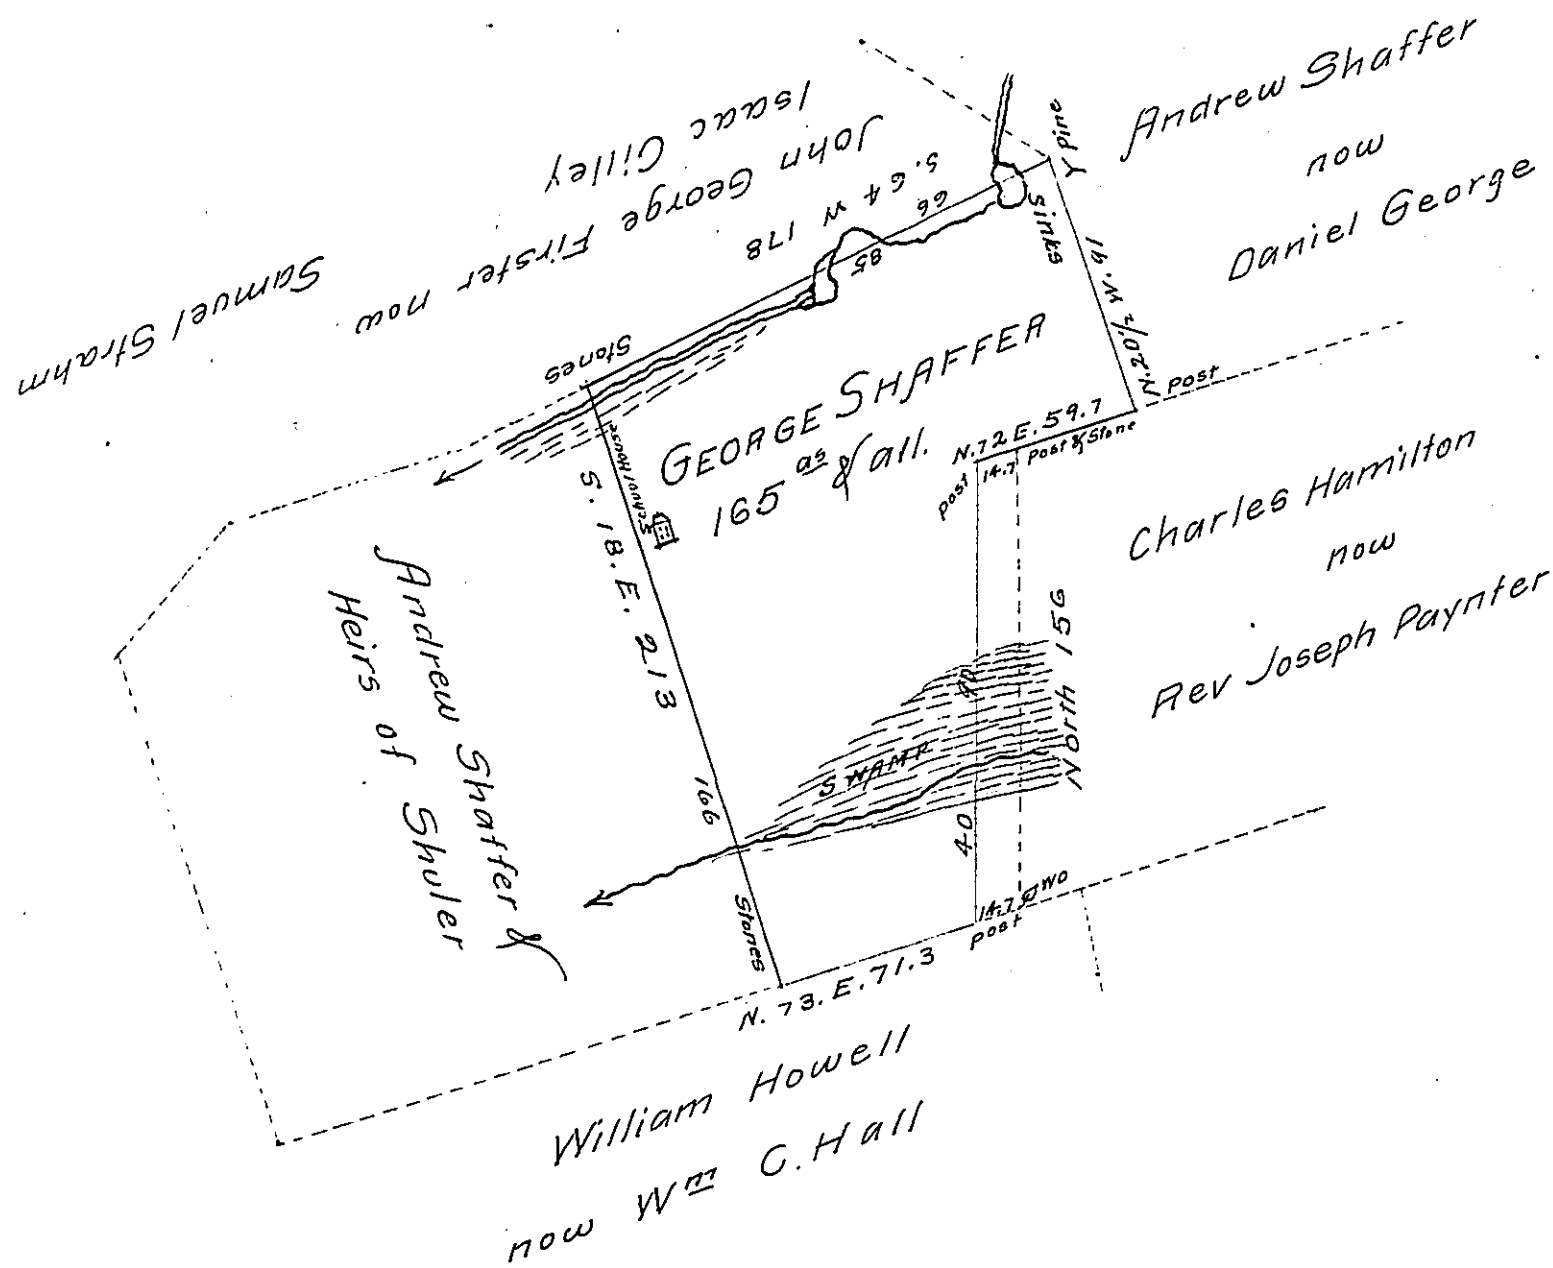 Samuel Strahm
John George Firster now
Isaac Gilley
S. 64 W 178
66
85
Sinks
Y Pine
Andrew Shaffer
now
Daniel George
N. 20½ W. 91
Post
Stones
School House
GEORGE SHAFFER
165 as & all.
N. 72 E. 59.7
14.7 Post & Stone
Post
S. 18. E. 213
Charles Hamilton
now
Rev Joseph Paynter
North 156
90
SWAMP
40
166
Stones
Andrew Shaffer &
Heirs of Shuler
14.7
WO
Post
N. 73. E. 71.3
William Howell
now Wm C. Hall